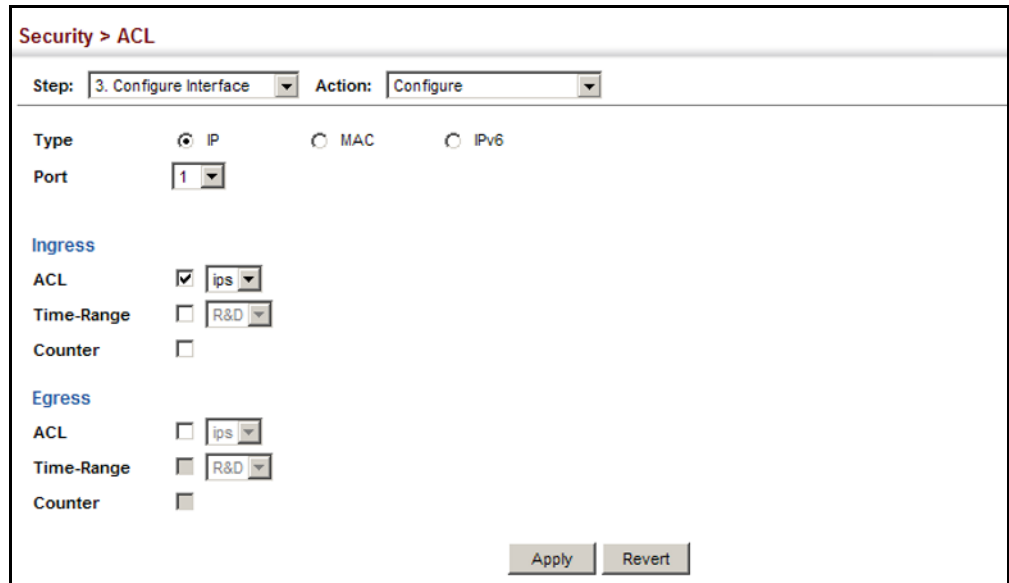 Security > ACL
Step: 3. Configure Interface Action: Configure
Type IP MAC IPv6
Port 1
Ingress
ACL ips
Time-Range R&D
Counter
Egress
ACL ips
Time-Range R&D
Counter
Apply Revert